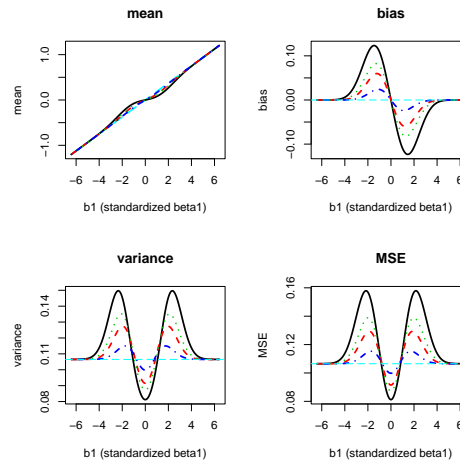 mean
mean
1.0
0.0
−1.0
−6 −4 −2 0 2 4 6
b1 (standardized beta1)
bias
bias
0.10
0.00
−0.10
−6 −4 −2 0 2 4 6
b1 (standardized beta1)
variance
variance
0.14
0.11
0.08
−6 −4 −2 0 2 4 6
b1 (standardized beta1)
MSE
MSE
0.16
0.12
0.08
−6 −4 −2 0 2 4 6
b1 (standardized beta1)